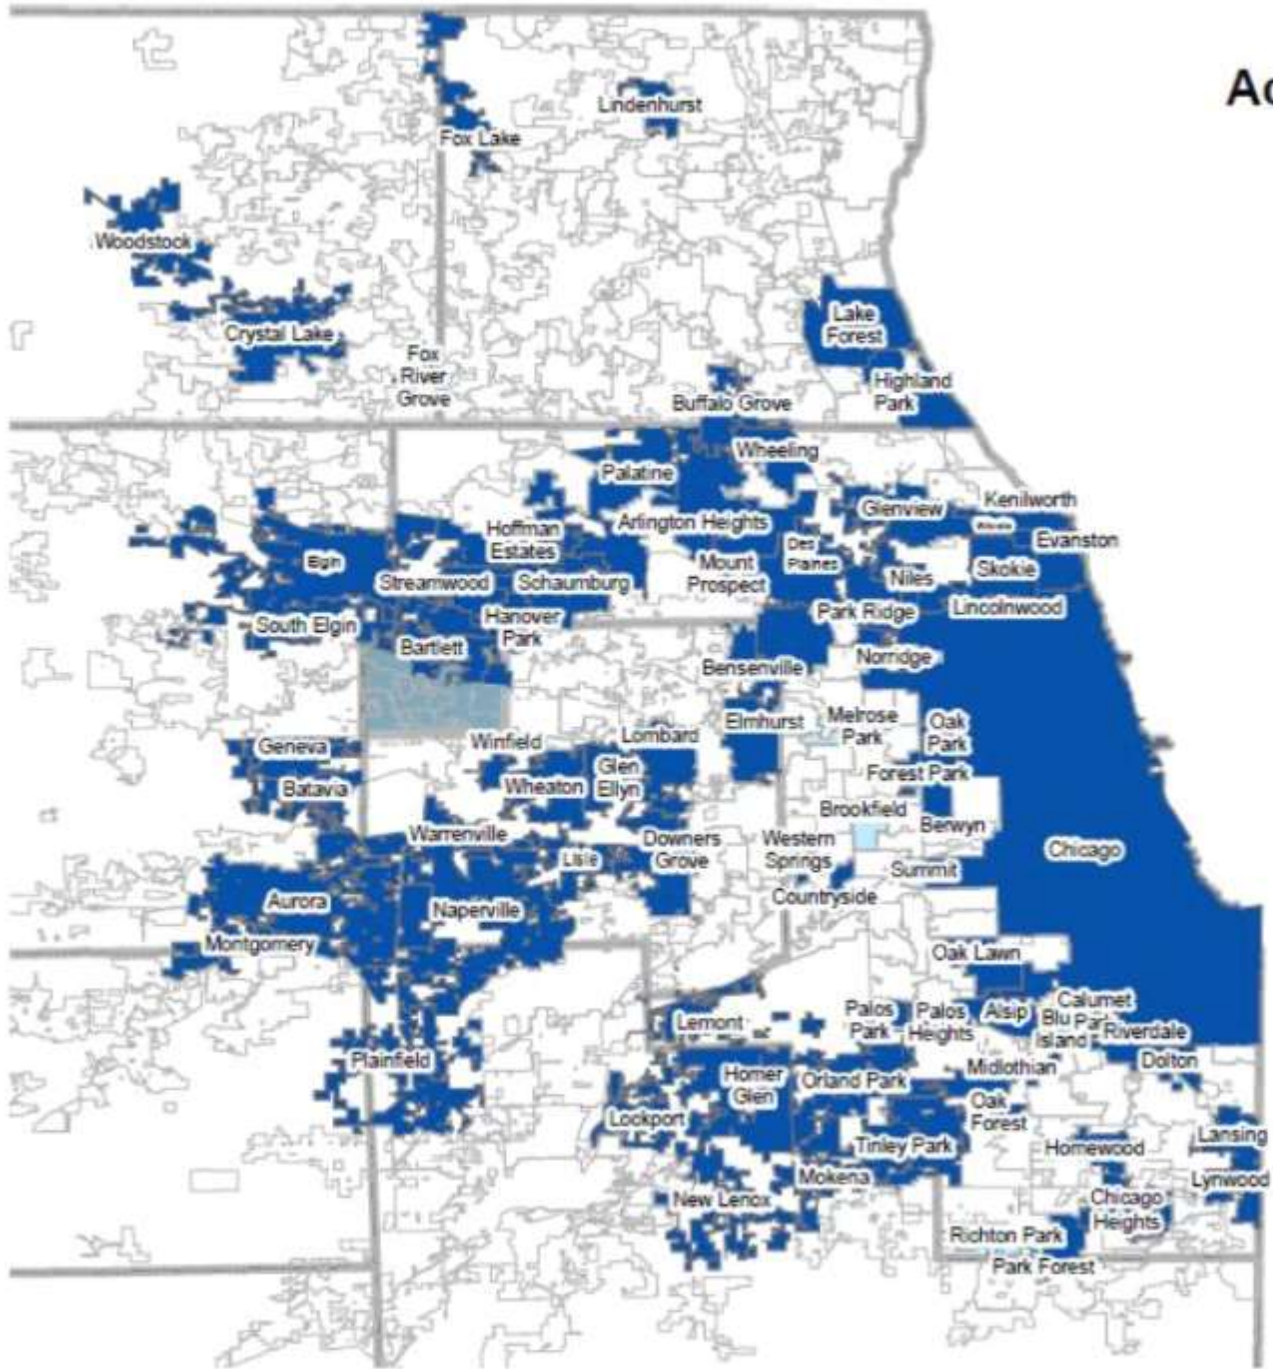 Ac
Lindenhurst
Fox Lake
Woodstock
Crystal Lake
Lake
Forest
Fox
River
Grove
Highland
Park
Buffalo Grove
Wheeling
Palatine
Kenilworth
Glenview
Arlington Heights
Hoffman
Estates
Evanston
Des
Plaines
Mount
Prospect
Elgin
Streamwood
Schaumburg
Niles
Skokie
Park Ridge
Lincolnwood
South Elgin
Hanover
Park
Bartlett
Norridge
Bensenville
Melrose
Park
Oak
Park
Elmhurst
Lombard
Winfield
Geneva
Glen
Ellyn
Forest Park
Batavia
Wheaton
Brookfield
Berwyn
Warrenville
Downers
Grove
Western
Springs
Lisle
Chicago
Summit
Countryside
Aurora
Naperville
Montgomery
Oak Lawn
Palos
Park
Palos
Heights
Alsip
Calumet
Park
Blue
Island
Lemont
Riverdale
Plainfield
Midlothian
Dolton
Homer
Glen
Orland Park
Oak
Forest
Lockport
Tinley Park
Homewood
Lansing
Mokena
Lynwood
New Lenox
Chicago
Heights
Richton Park
Park Forest